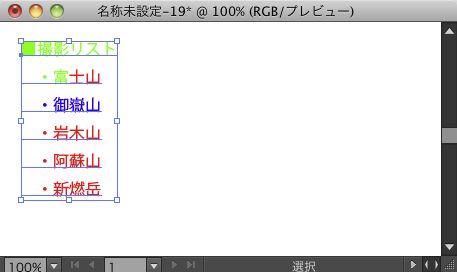 名称未設定-19* @ 100% (RGB/プレビュー)
■撮影リスト
・富士山
・御嶽山
・岩木山
・阿蘇山
・新燃岳
100% 1 選択